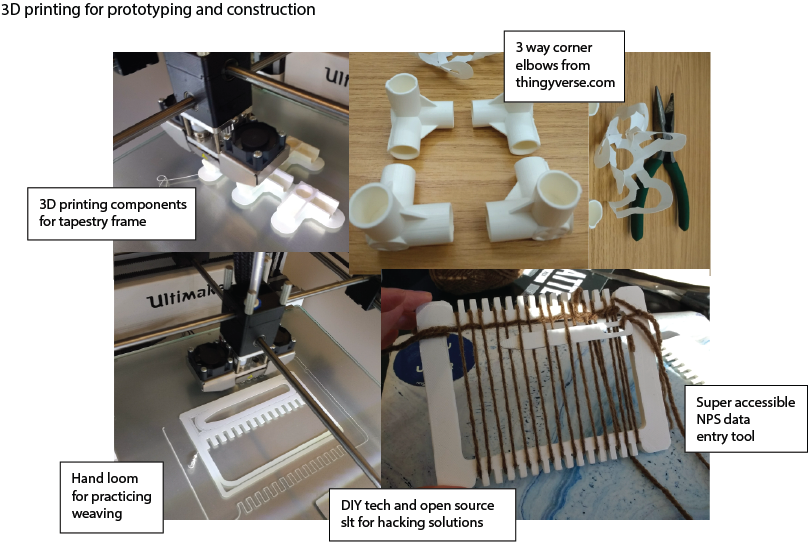 3D printing for prototyping and construction
3 way corner
elbows from
thingyverse.com
3D printing components
for tapestry frame
Ultimak
Super accessible
NPS data
entry tool
Hand loom
for practicing
weaving
DIY tech and open source
slt for hacking solutions